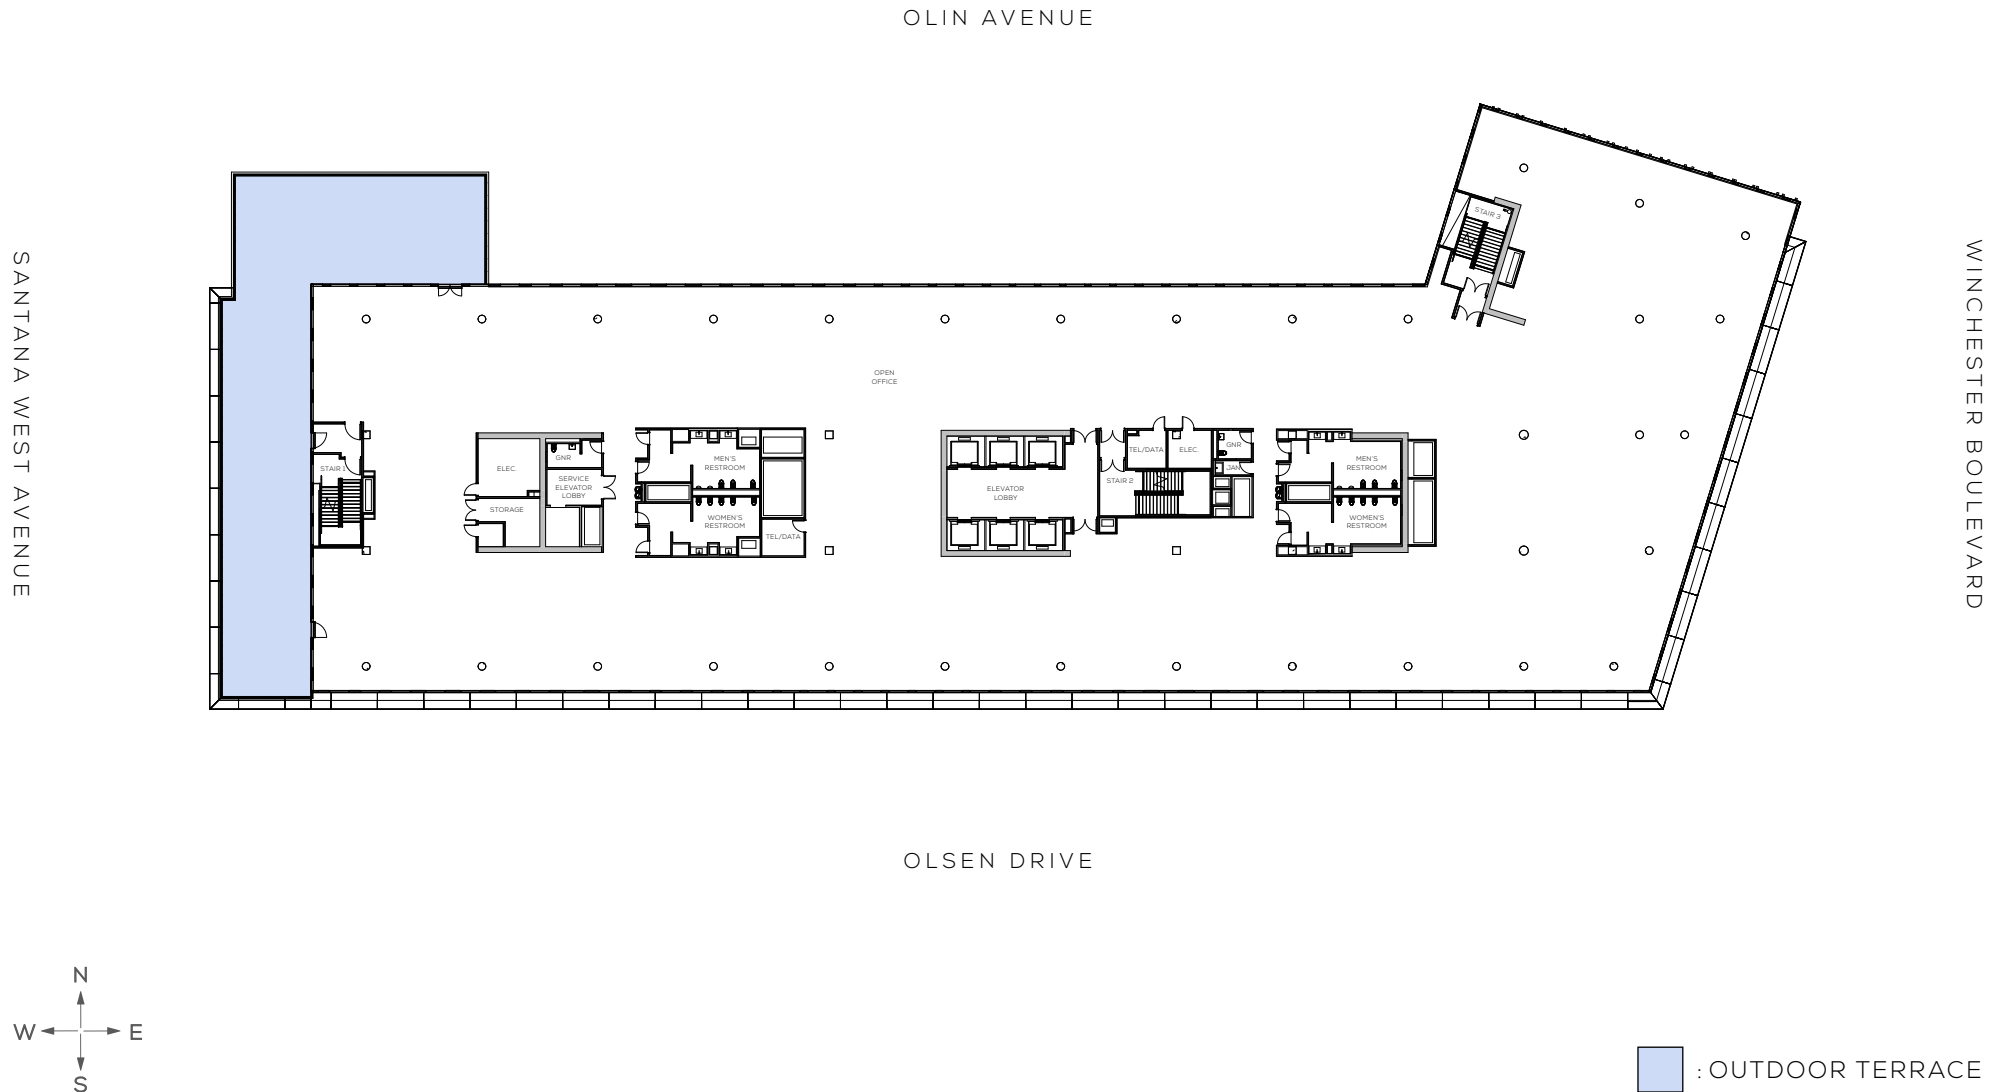 OLIN AVENUE
SANTANA WEST AVENUE
WINCHESTER BOULEVARD
STAIR 3
OPEN
OFFICE
STAIR 1
ELEC.
GNR
SERVICE
ELEVATOR
LOBBY
STORAGE
MEN'S
RESTROOM
WOMEN'S
RESTROOM
TEL/DATA
ELEVATOR
LOBBY
TEL/DATA
ELEC.
GNR
JAN
STAIR 2
MEN'S
RESTROOM
WOMEN'S
RESTROOM
OLSEN DRIVE
N
W E
S
: OUTDOOR TERRACE